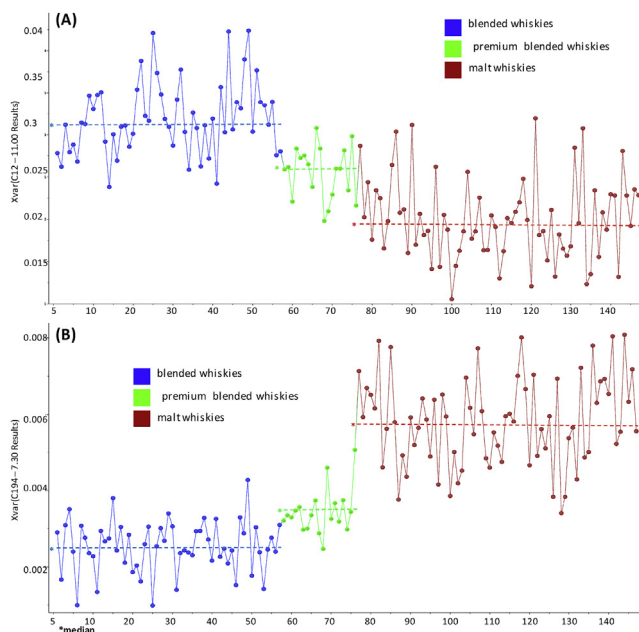 (A)
blended whiskies
premium blended whiskies
malt whiskies
Xvar(C12 – 11.00 Results)
0.04
0.35
0.3
0.025
0.02
0.015
5 10 20 30 40 50 60 70 80 90 100 110 120 130 140
(B)
blended whiskies
premium blended whiskies
malt whiskies
Xvar(C194 – 7.30 Results)
0.008
0.006
0.004
0.002
5 10 20 30 40 50 60 70 80 90 100 110 120 130 140
*median